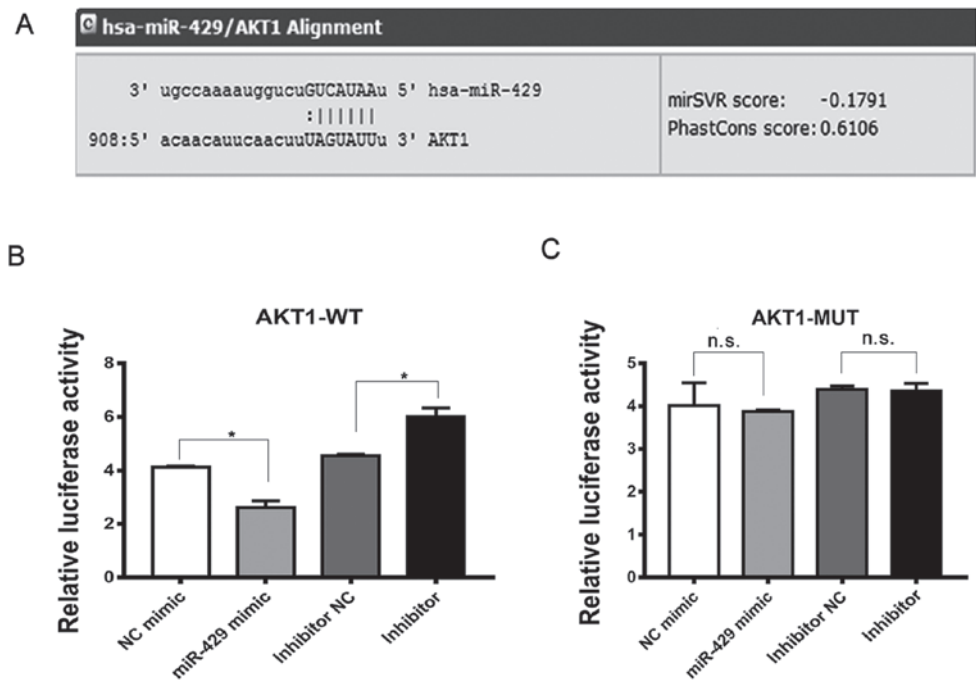 A
hsa-miR-429/AKT1 Alignment
3' ugccaaaauggucuGUCAUAAu 5' hsa-miR-429
:||||||
908:5' acaacauucaacuuUAGUAUUu 3' AKT1
mirSVR score: -0.1791
PhastCons score: 0.6106
B
AKT1-WT
Relative luciferase activity
8
6
4
2
0
*
*
NC mimic
miR-429 mimic
Inhibitor NC
Inhibitor
C
AKT1-MUT
Relative luciferase activity
5
4
3
4
5
0
n.s.
n.s.
NC mimic
miR-429 mimic
Inhibitor NC
Inhibitor